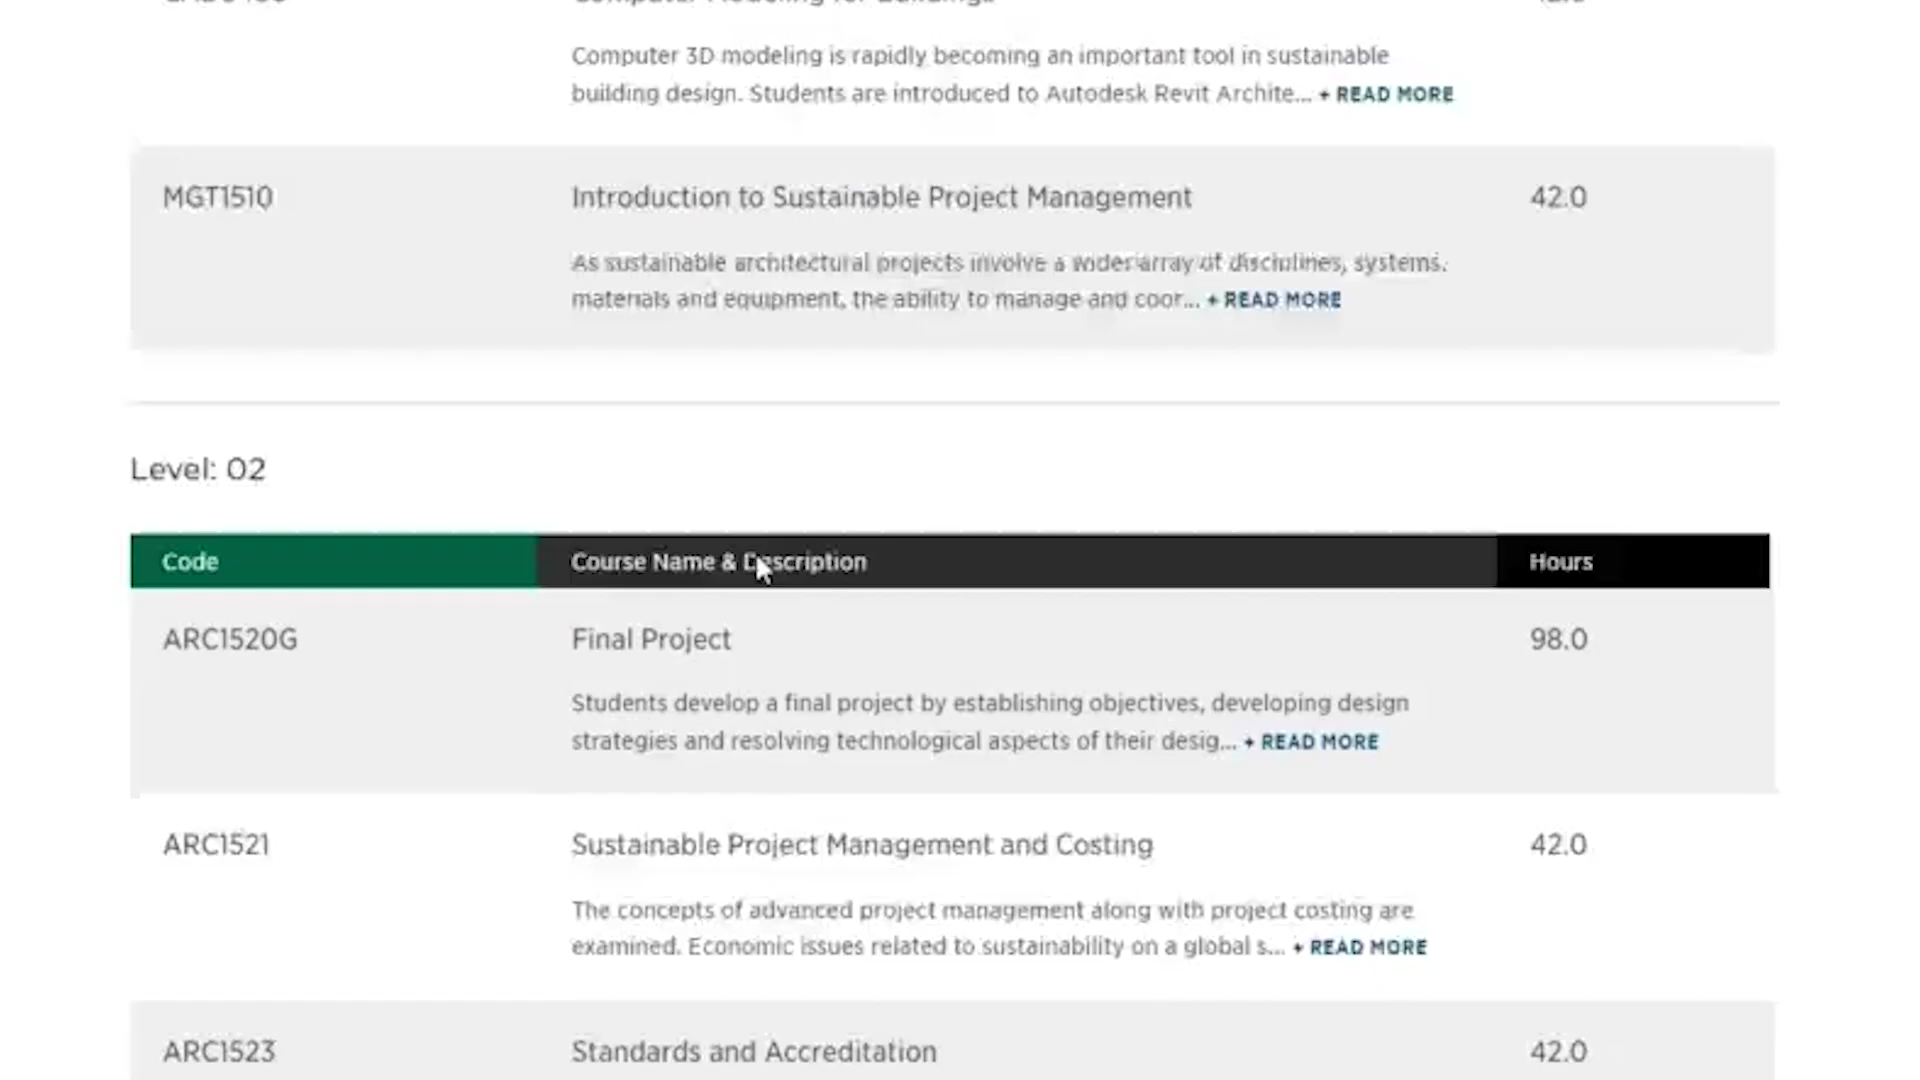 Computer Modeling for Buildings
Computer 3D modeling is rapidly becoming an important tool in sustainable
building design. Students are introduced to Autodesk Revit Archite... + READ MORE
MGT1510 Introduction to Sustainable Project Management 42.0
As sustainable architectural projects involve a wider array of disciplines, systems,
materials and equipment, the ability to manage and coor... + READ MORE
Level: 02
Code Course Name & Description Hours
ARC1520G Final Project 98.0
Students develop a final project by establishing objectives, developing design
strategies and resolving technological aspects of their desig... + READ MORE
ARC1521 Sustainable Project Management and Costing 42.0
The concepts of advanced project management along with project costing are
examined. Economic issues related to sustainability on a global s... + READ MORE
ARC1523 Standards and Accreditation 42.0